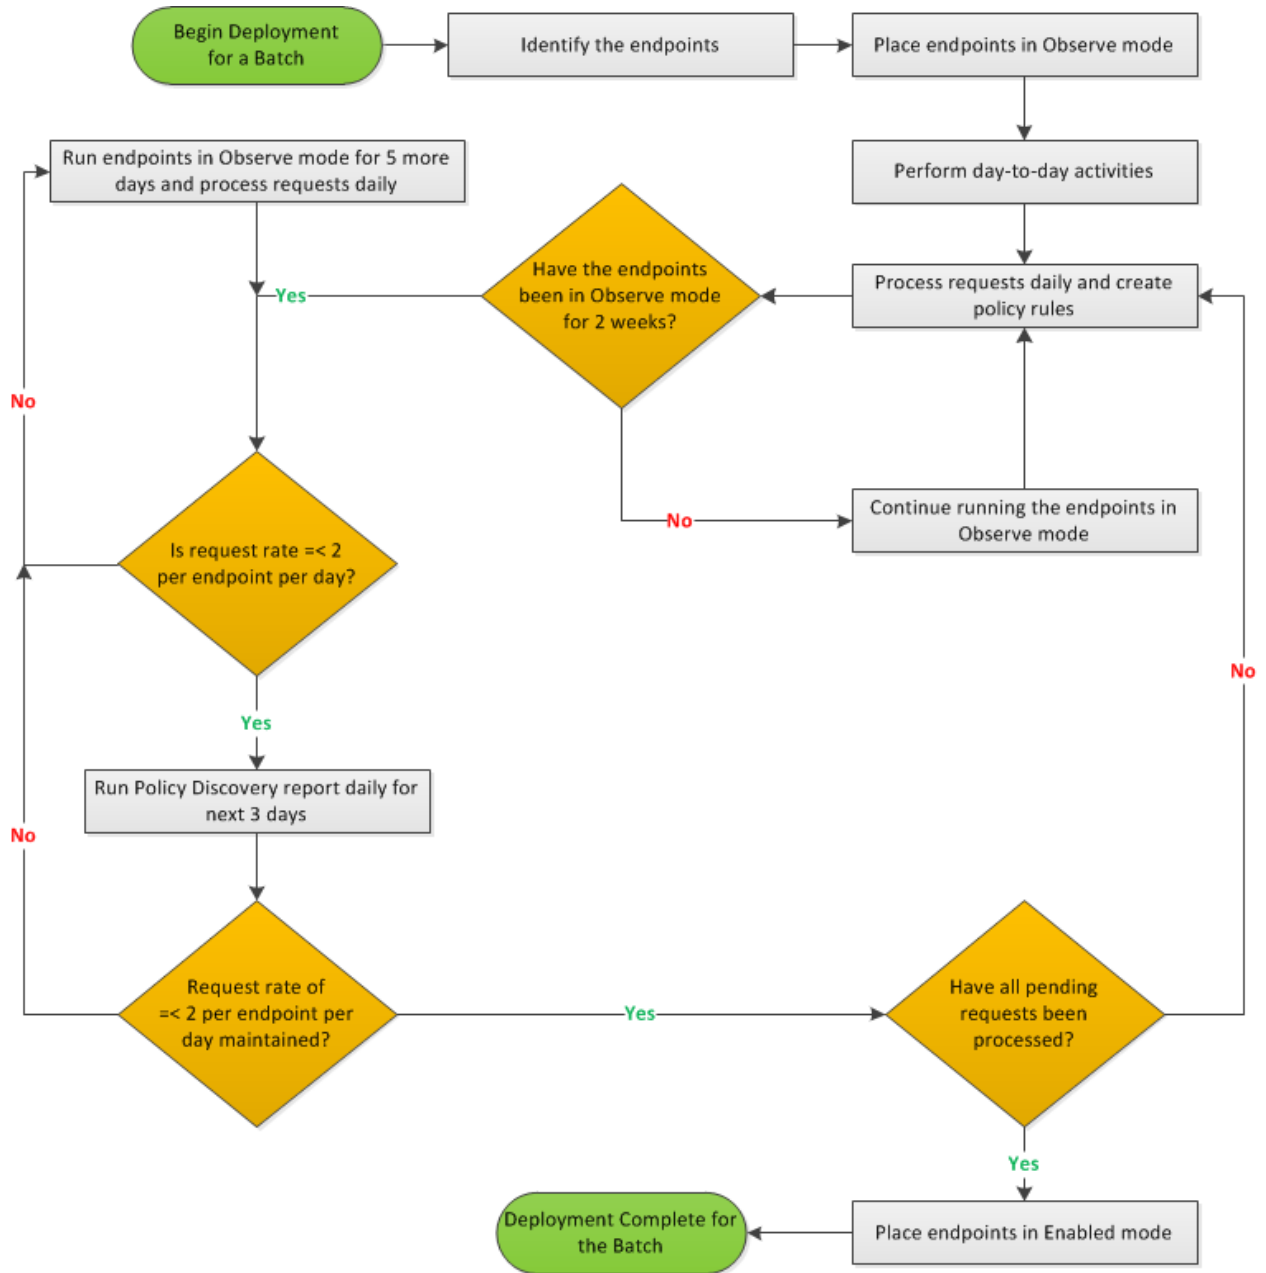 Begin Deployment
for a Batch
Identify the endpoints
Place endpoints in Observe mode
Run endpoints in Observe mode for 5 more
days and process requests daily
Perform day-to-day activities
Have the endpoints
been in Observe mode
for 2 weeks?
Process requests daily and create
policy rules
Yes
No
Continue running the endpoints in
Observe mode
No
Is request rate =< 2
per endpoint per day?
No
Yes
Run Policy Discovery report daily for
next 3 days
No
Request rate of
=< 2 per endpoint per
day maintained?
Yes
Have all pending
requests been
processed?
Yes
Deployment Complete for
the Batch
Place endpoints in Enabled mode